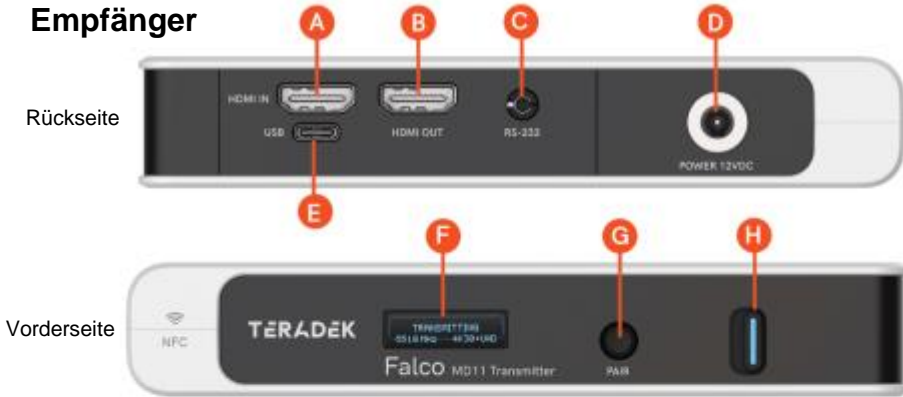 Empfänger
A B C D
Rückseite
HDMI IN
USB HDMI OUT RS-232
POWER 12VDC
E
F G H
Vorderseite
NFC
TERADEK
TRANSMITTING
Falco MD11 Transmitter
PAIR